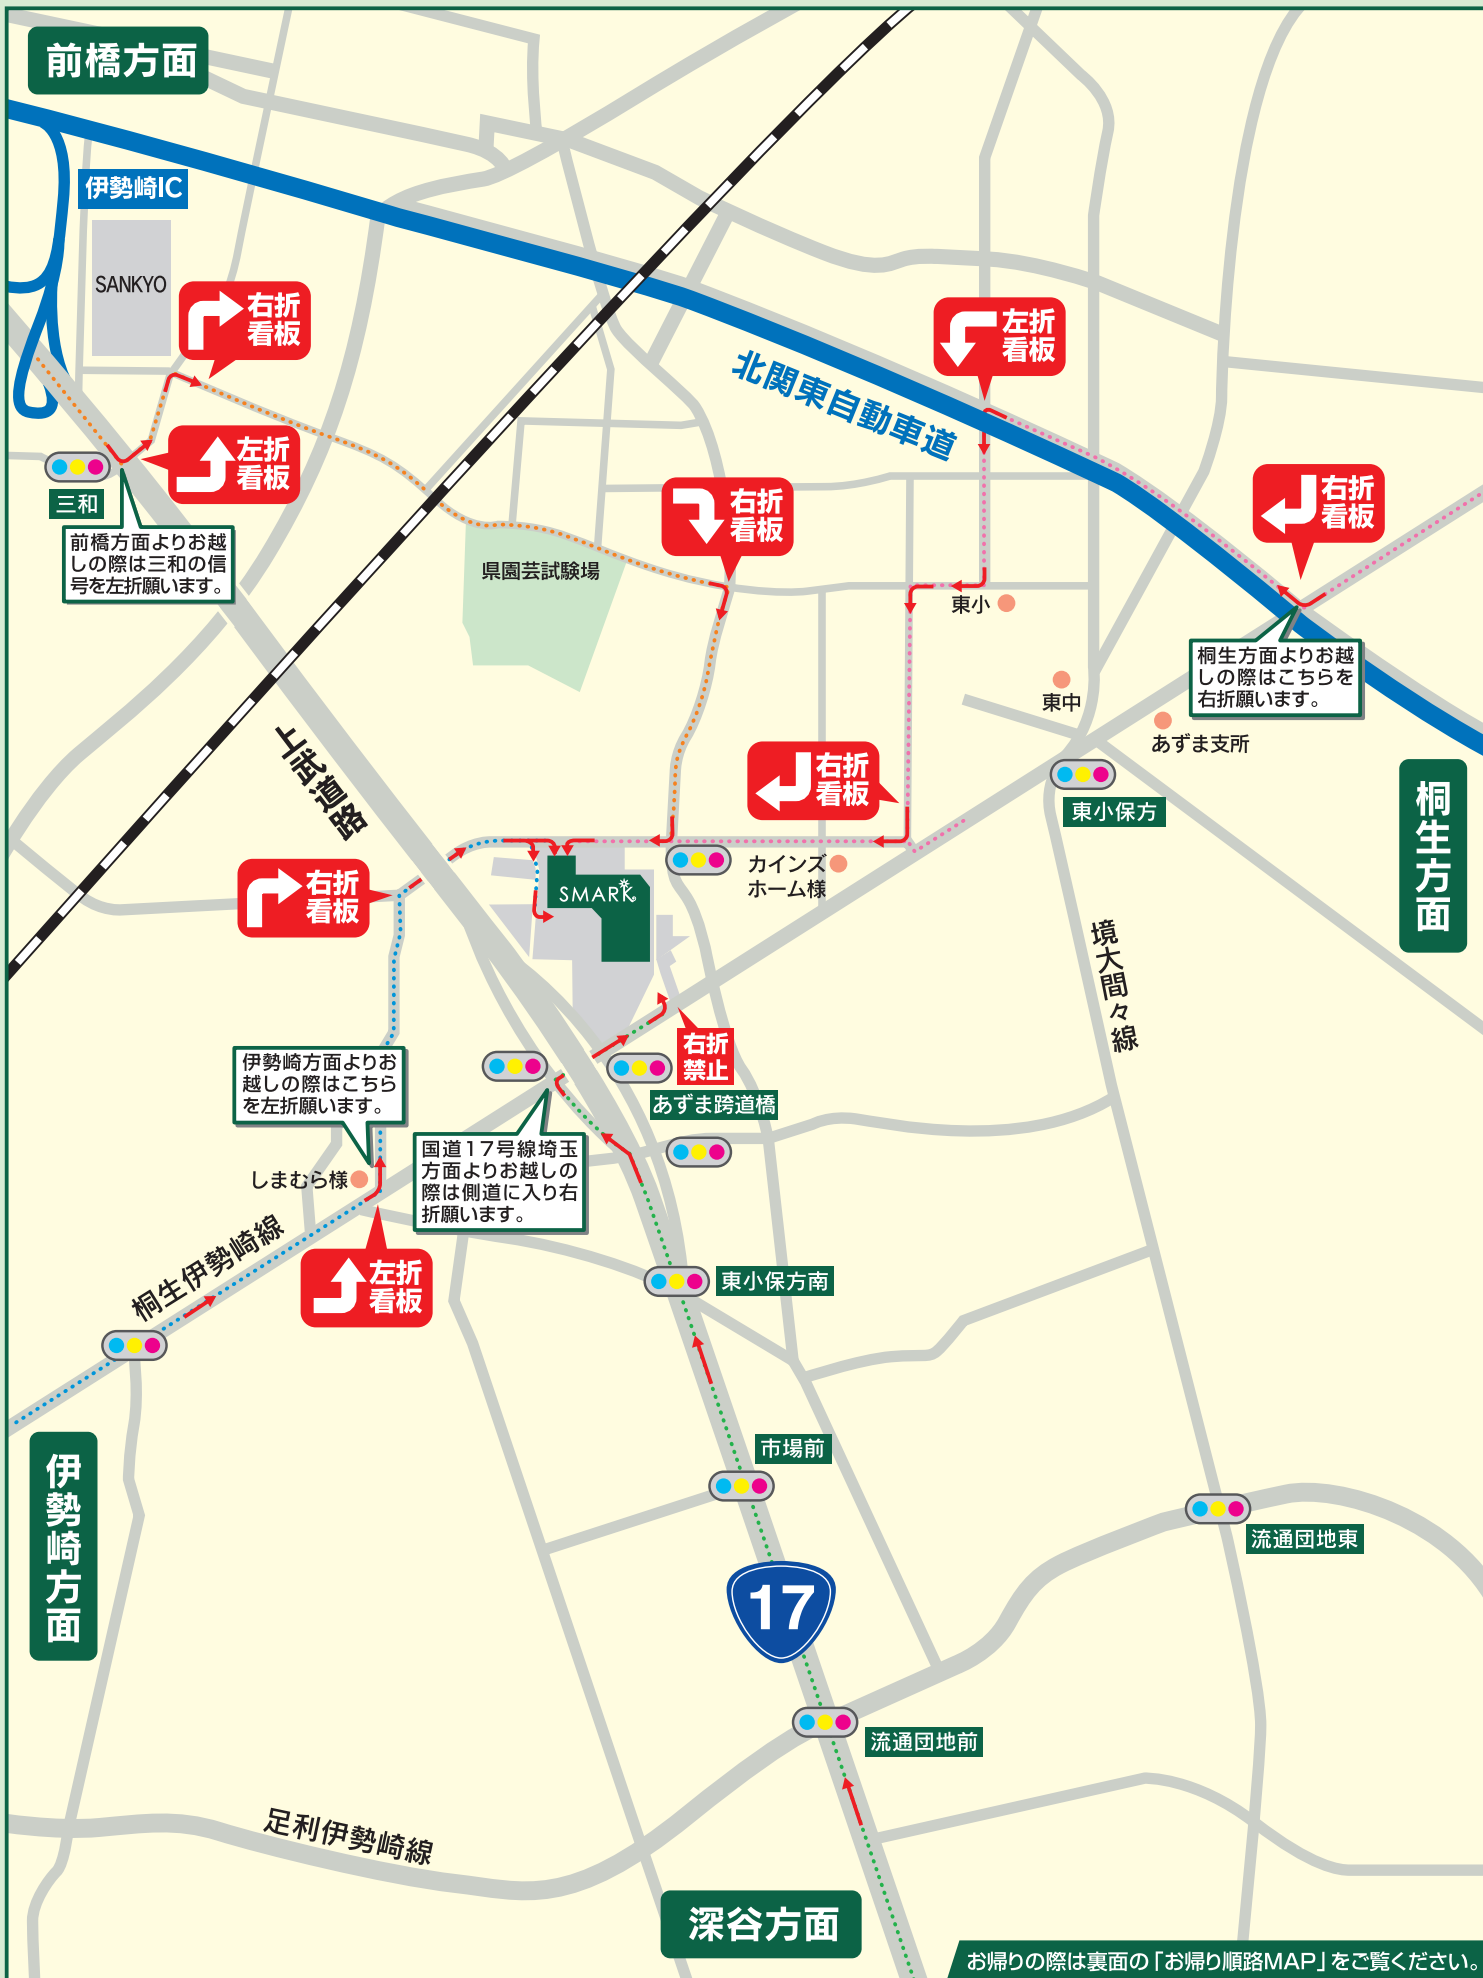 前橋方面
伊勢崎IC
SANKYO
右折
看板
左折
看板
左折
看板
北関東自動車道
三和
前橋方面よりお越
しの際は三和の信
号を左折願います。
右折
看板
県園芸試験場
右折
看板
東小
桐生方面よりお越
しの際はこちらを
右折願います。
東中
あずま支所
上武道路
右折
看板
桐生方面
東小保方
カインズ
ホーム様
SMARK
右折
看板
境大間々線
右折
禁止
あずま跨道橋
伊勢崎方面よりお
越しの際はこちら
を左折願います。
国道17号線埼玉
方面よりお越しの
際は側道に入り右
折願います。
しまむら様
桐生伊勢崎線
左折
看板
東小保方南
市場前
伊勢崎方面
流通団地東
17
流通団地前
足利伊勢崎線
深谷方面
お帰りの際は裏面の「お帰り順路MAP」をご覧ください。